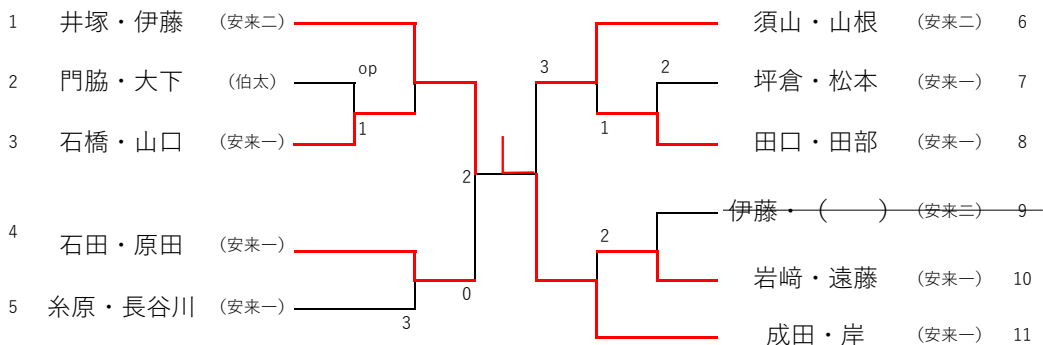 1 井塚・伊藤 （安来二）
2 門脇・大下 （伯太）
3 石橋・山口 （安来一）
4 石田・原田 （安来一）
5 糸原・長谷川 （安来一）
op
1
2
0
3
3
2
1
2
須山・山根 （安来二） 6
坪倉・松本 （安来一） 7
田口・田部 （安来一） 8
伊藤・（　　） （安来二） 9
岩﨑・遠藤 （安来一） 10
成田・岸 （安来一） 11